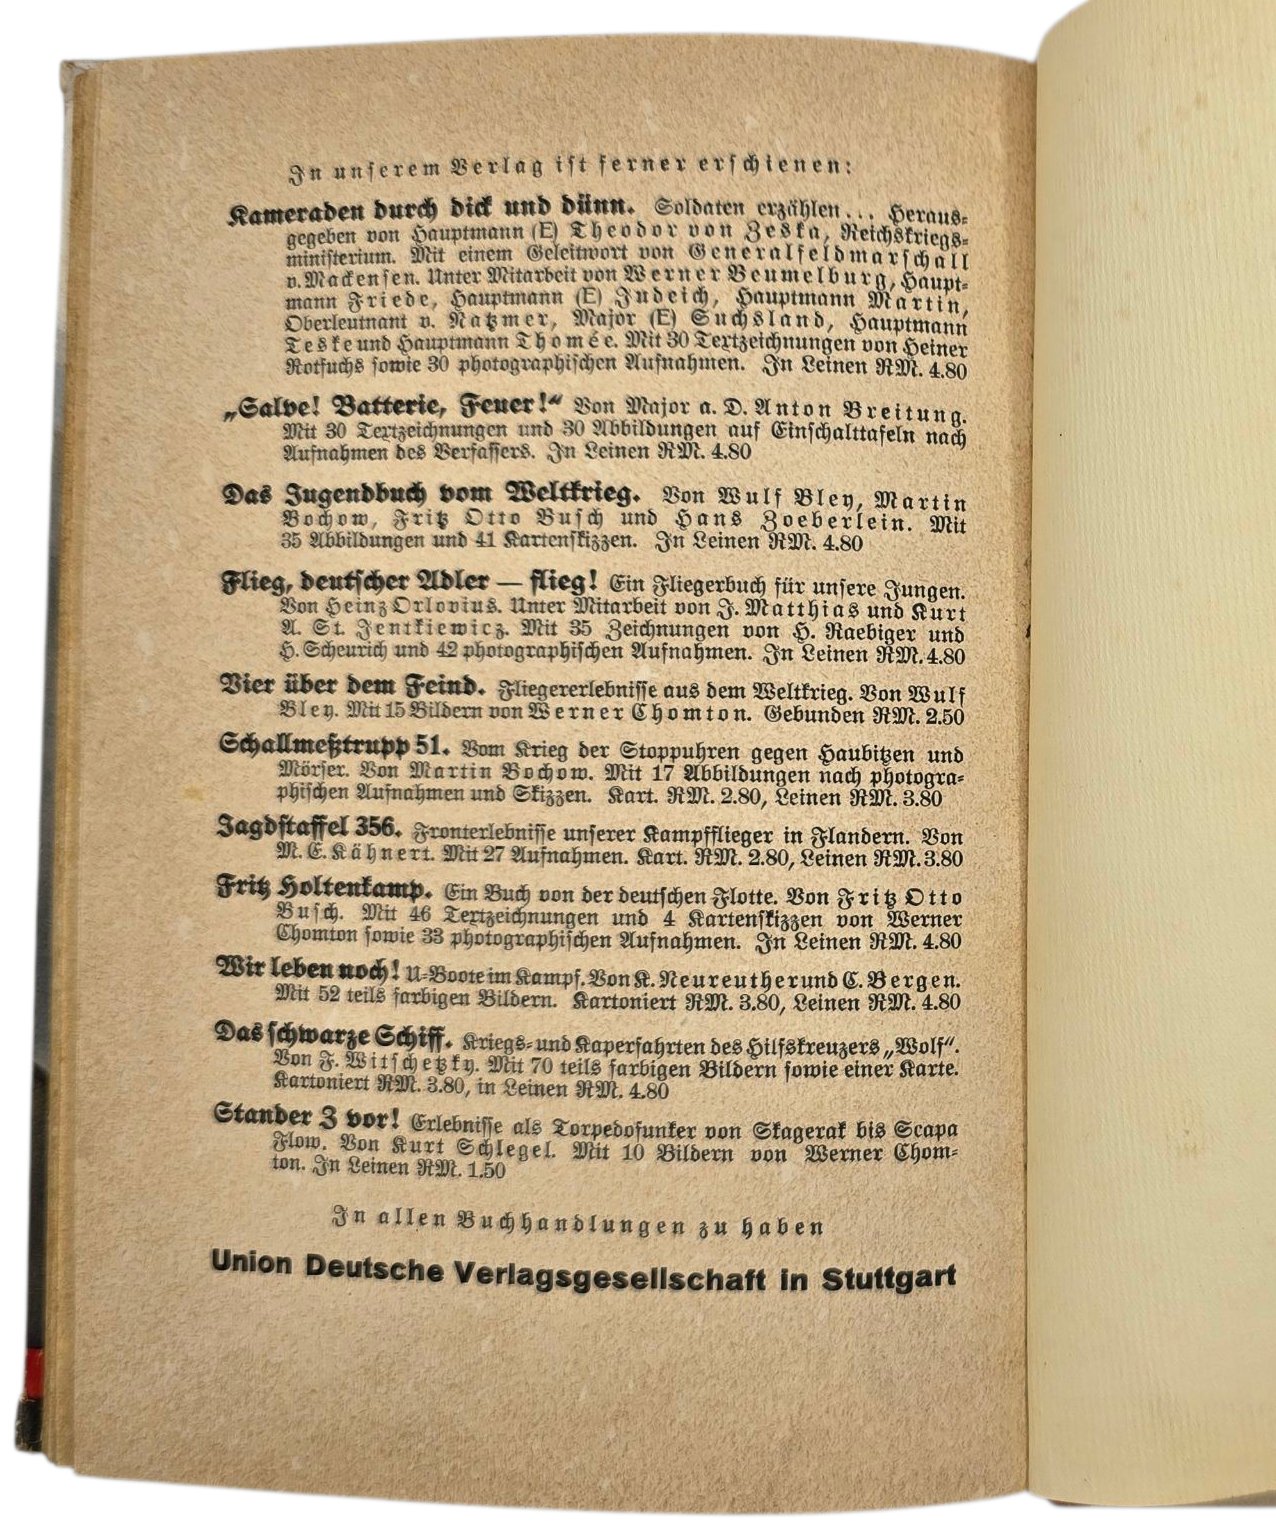 In unserem Verlag ist ferner erschienen:
Kameraden durch dick und dünn. Soldaten erzählen... Heraus-
gegeben von Hauptmann (E) Theodor von Zeska, Reichskriegs-
ministerium. Mit einem Geleitwort von Generalfeldmarschall
v. Mackensen. Unter Mitarbeit von Werner Beumelburg, Haupt-
mann Friede, Hauptmann (E) Judeich, Hauptmann Martin,
Oberleutnant v. Natzmer, Major (E) Suchsland, Hauptmann
Teske und Hauptmann Thomée. Mit 30 Textzeichnungen von Heiner
Rotfuchs sowie 30 photographischen Aufnahmen. In Leinen RM. 4.80
„Salve! Batterie, Feuer!“ Von Major a. D. Anton Breitung.
Mit 30 Textzeichnungen und 30 Abbildungen auf Einschalttafeln nach
Aufnahmen des Verfassers. In Leinen RM. 4.80
Das Jugendbuch vom Weltkrieg. Von Wulf Bley, Martin
Bochow, Fritz Otto Busch und Hans Zoeberlein. Mit
35 Abbildungen und 41 Kartenskizzen. In Leinen RM. 4.80
Flieg, deutscher Adler — flieg! Ein Fliegerbuch für unsere Jungen.
Von Heinz Orlovius. Unter Mitarbeit von J. Matthias und Kurt
A. St. Jentkiewicz. Mit 35 Zeichnungen von H. Raebiger und
H. Scheurich und 42 photographischen Aufnahmen. In Leinen RM. 4.80
Vier über dem Feind. Fliegererlebnisse aus dem Weltkrieg. Von Wulf
Bley. Mit 15 Bildern von Werner Chomton. Gebunden RM. 2.50
Schallmeßtrupp 51. Vom Krieg der Stoppuhren gegen Haubitzen und
Mörser. Von Martin Bochow. Mit 17 Abbildungen nach photogra-
phischen Aufnahmen und Skizzen. Kart. RM. 2.80, Leinen RM. 3.80
Jagdstaffel 356. Fronterlebnisse unserer Kampfflieger in Flandern. Von
M. E. Kähnert. Mit 27 Aufnahmen. Kart. RM. 2.80, Leinen RM. 3.80
Fritz Holtenkamp. Ein Buch von der deutschen Flotte. Von Fritz Otto
Busch. Mit 46 Textzeichnungen und 4 Kartenskizzen von Werner
Chomton sowie 33 photographischen Aufnahmen. In Leinen RM. 4.80
Wir leben noch! U-Boote im Kampf. Von K. Neureuther und C. Bergen.
Mit 52 teils farbigen Bildern. Kartoniert RM. 3.80, Leinen RM. 4.80
Das schwarze Schiff. Kriegs- und Kaperfahrten des Hilfskreuzers „Wolf“.
Von F. Witschetzky. Mit 70 teils farbigen Bildern sowie einer Karte.
Kartoniert RM. 3.80, in Leinen RM. 4.80
Stander Z vor! Erlebnisse als Torpedofunker von Skagerak bis Scapa
Flow. Von Kurt Schlegel. Mit 10 Bildern von Werner Chom-
ton. In Leinen RM. 1.50
In allen Buchhandlungen zu haben
Union Deutsche Verlagsgesellschaft in Stuttgart